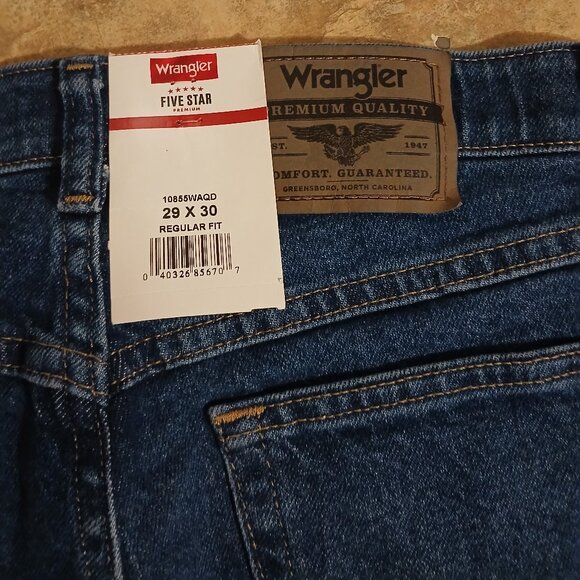 Wrangler
FIVE STAR
PREMIUM
10855WAQD
29 X 30
REGULAR FIT
0 40326 85670 7
Wrangler
PREMIUM QUALITY
EST. 1947
COMFORT. GUARANTEED.
GREENSBORO, NORTH CAROLINA